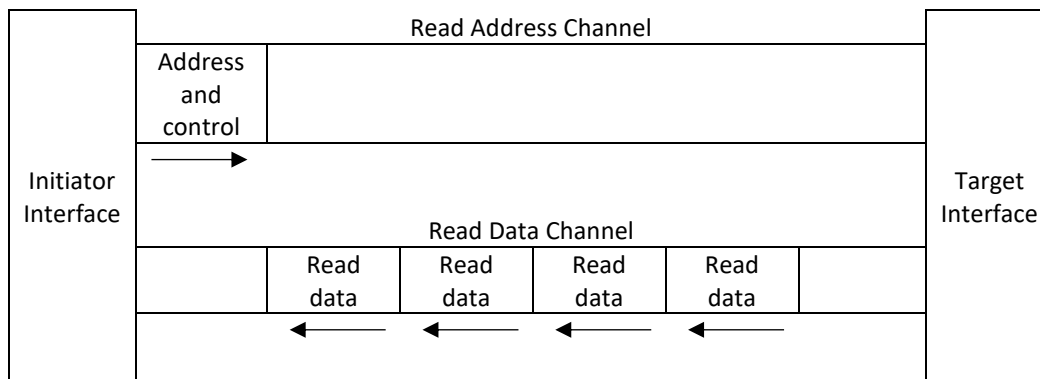 Read Address Channel
Address
and
control
Initiator
Interface
Target
Interface
Read Data Channel
Read
data
Read
data
Read
data
Read
data